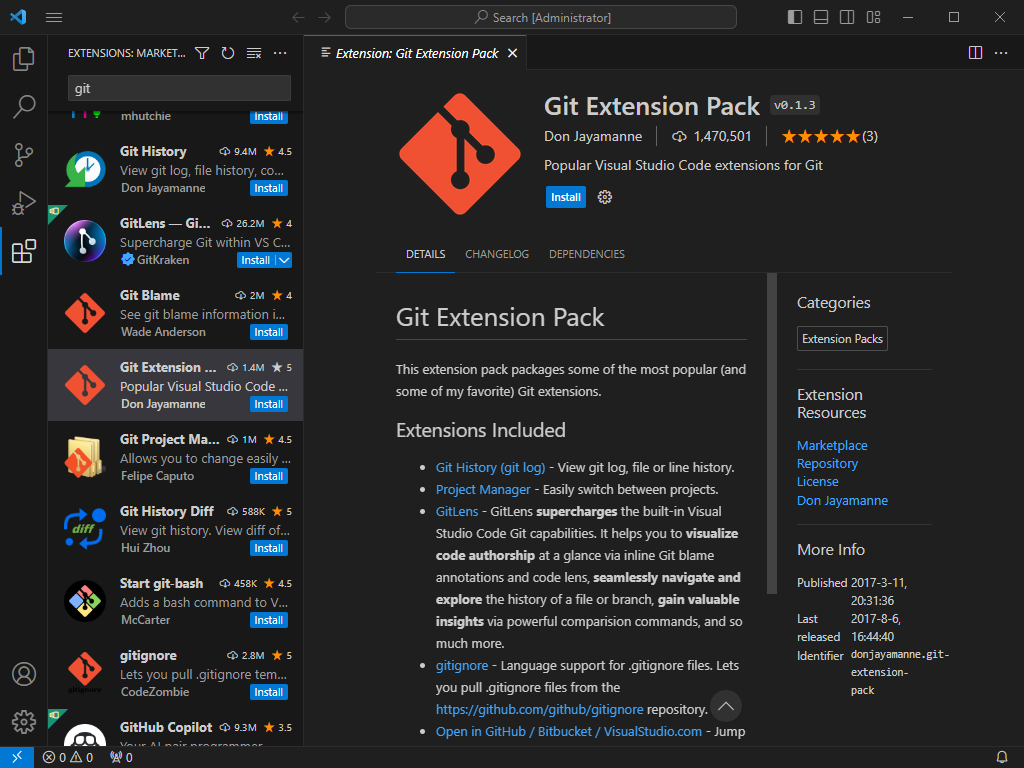 Search [Administrator]
EXTENSIONS: MARKET...
git
mhutchie
Install
Git History 9.4M 4.5
View git log, file history, co...
Don Jayamanne Install
GitLens — Gi... 26.2M 4
Supercharge Git within VS C...
GitKraken Install
Git Blame 2M 4
See git blame information i...
Wade Anderson Install
Git Extension ... 1.4M 5
Popular Visual Studio Code ...
Don Jayamanne Install
Git Project Ma... 1M 4.5
Allows you to change easily ...
Felipe Caputo Install
diff
Git History Diff 588K 5
View git history. View diff of...
Hui Zhou Install
Start git-bash 458K 4.5
Adds a bash command to V...
McCarter Install
gitignore
gitignore 2.8M 5
Lets you pull .gitignore tem...
CodeZombie Install
GitHub Copilot 9.3M 3.5
Your AI pair programmer
Extension: Git Extension Pack
Git Extension Pack v0.1.3
Don Jayamanne 1,470,501 (3)
Popular Visual Studio Code extensions for Git
Install
DETAILS CHANGELOG DEPENDENCIES
Git Extension Pack
This extension pack packages some of the most popular (and
some of my favorite) Git extensions.
Extensions Included
• Git History (git log) - View git log, file or line history.
• Project Manager - Easily switch between projects.
• GitLens - GitLens supercharges the built-in Visual
Studio Code Git capabilities. It helps you to visualize
code authorship at a glance via inline Git blame
annotations and code lens, seamlessly navigate and
explore the history of a file or branch, gain valuable
insights via powerful comparision commands, and so
much more.
• gitignore - Language support for .gitignore files. Lets
you pull .gitignore files from the
https://github.com/github/gitignore repository.
• Open in GitHub / Bitbucket / VisualStudio.com - Jump
Categories
Extension Packs
Extension
Resources
Marketplace
Repository
License
Don Jayamanne
More Info
Published 2017-3-11,
20:31:36
Last 2017-8-6,
released 16:44:40
Identifier donjayamanne.git-
extension-
pack
0 0 0